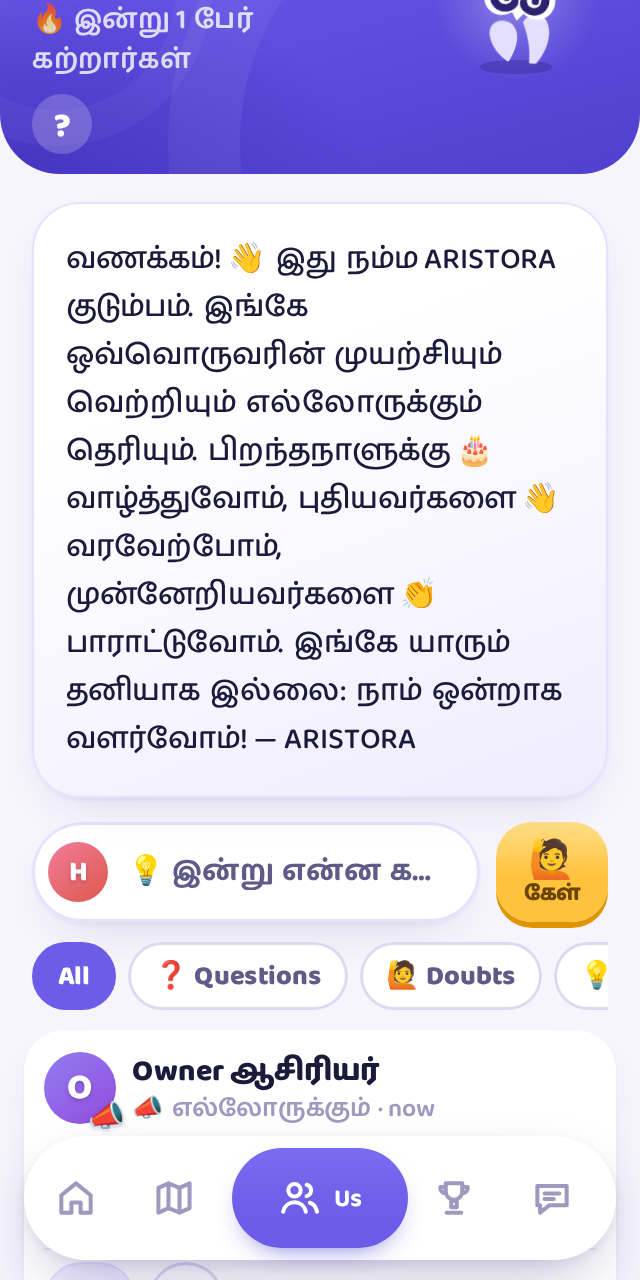 🔥 இன்று 1 பேர்
கற்றார்கள்
?
வணக்கம்! 👋 இது நம்ம ARISTORA
குடும்பம். இங்கே
ஒவ்வொருவரின் முயற்சியும்
வெற்றியும் எல்லோருக்கும்
தெரியும். பிறந்தநாளுக்கு 🎂
வாழ்த்துவோம், புதியவர்களை 👋
வரவேற்போம்,
முன்னேறியவர்களை 👏
பாராட்டுவோம். இங்கே யாரும்
தனியாக இல்லை: நாம் ஒன்றாக
வளர்வோம்! — ARISTORA
H 💡 இன்று என்ன க...
🙋 கேள்
All ❓ Questions 🙋 Doubts 💡
O Owner ஆசிரியர்
📣 📣 எல்லோருக்கும் · now
Us